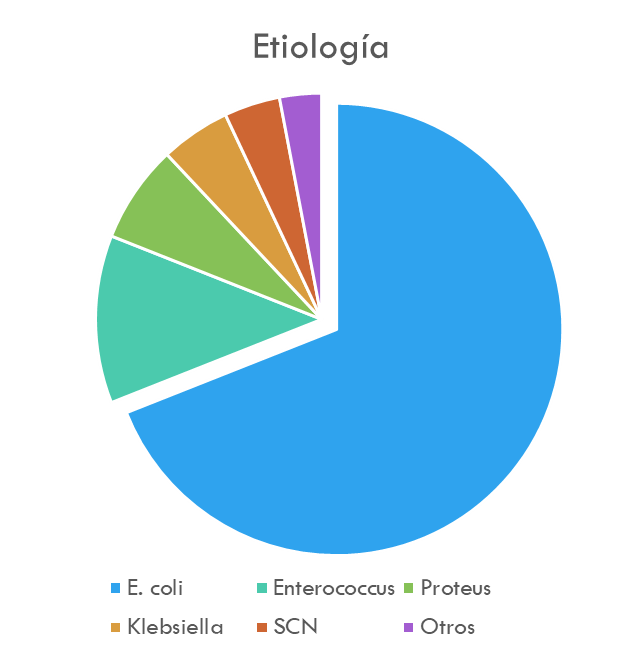 Etiología
E. coli Enterococcus Proteus
Klebsiella SCN Otros